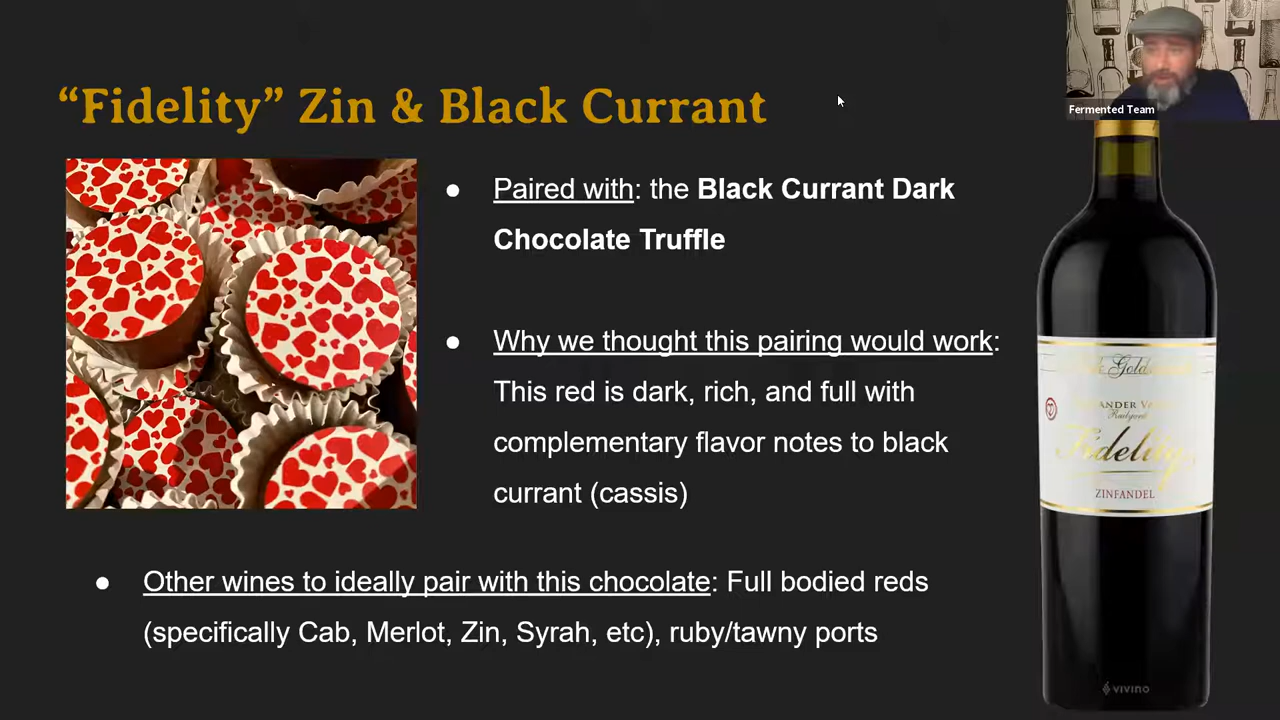 “Fidelity” Zin & Black Currant
Fermented Team
● Paired with: the Black Currant Dark
Chocolate Truffle
● Why we thought this pairing would work:
This red is dark, rich, and full with
complementary flavor notes to black
currant (cassis)
● Other wines to ideally pair with this chocolate: Full bodied reds
(specifically Cab, Merlot, Zin, Syrah, etc), ruby/tawny ports
Fidelity
ZINFANDEL
vivino